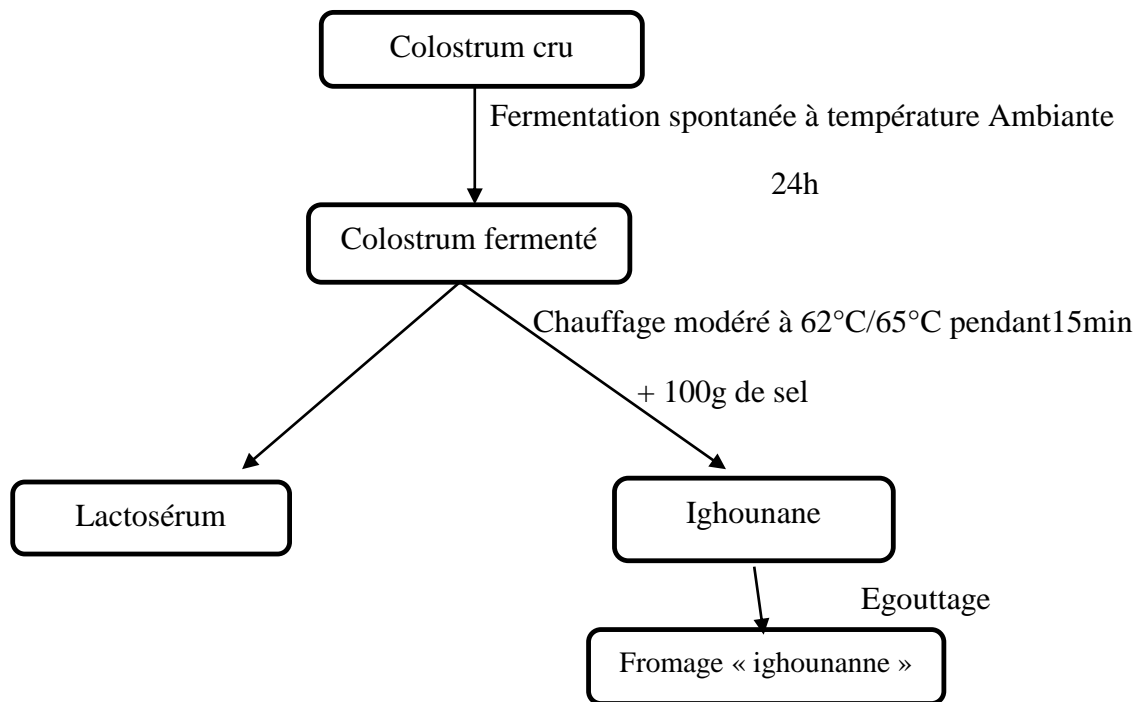 Colostrum cru
Fermentation spontanée à température Ambiante
24h
Colostrum fermenté
Chauffage modéré à 62°C/65°C pendant15min
+ 100g de sel
Lactosérum
Ighounane
Egouttage
Fromage « ighounanne »